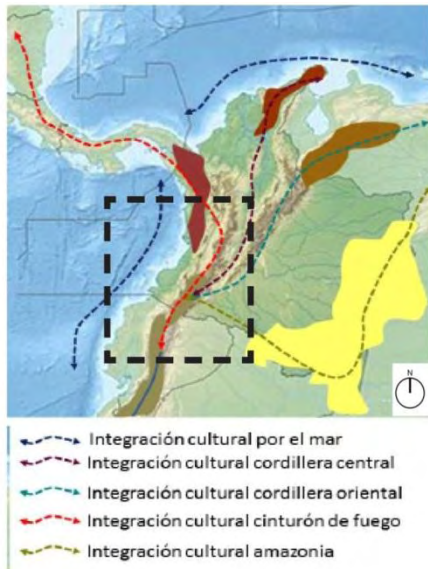 N
Integración cultural por el mar
Integración cultural cordillera central
Integración cultural cordillera oriental
Integración cultural cinturón de fuego
Integración cultural amazonia